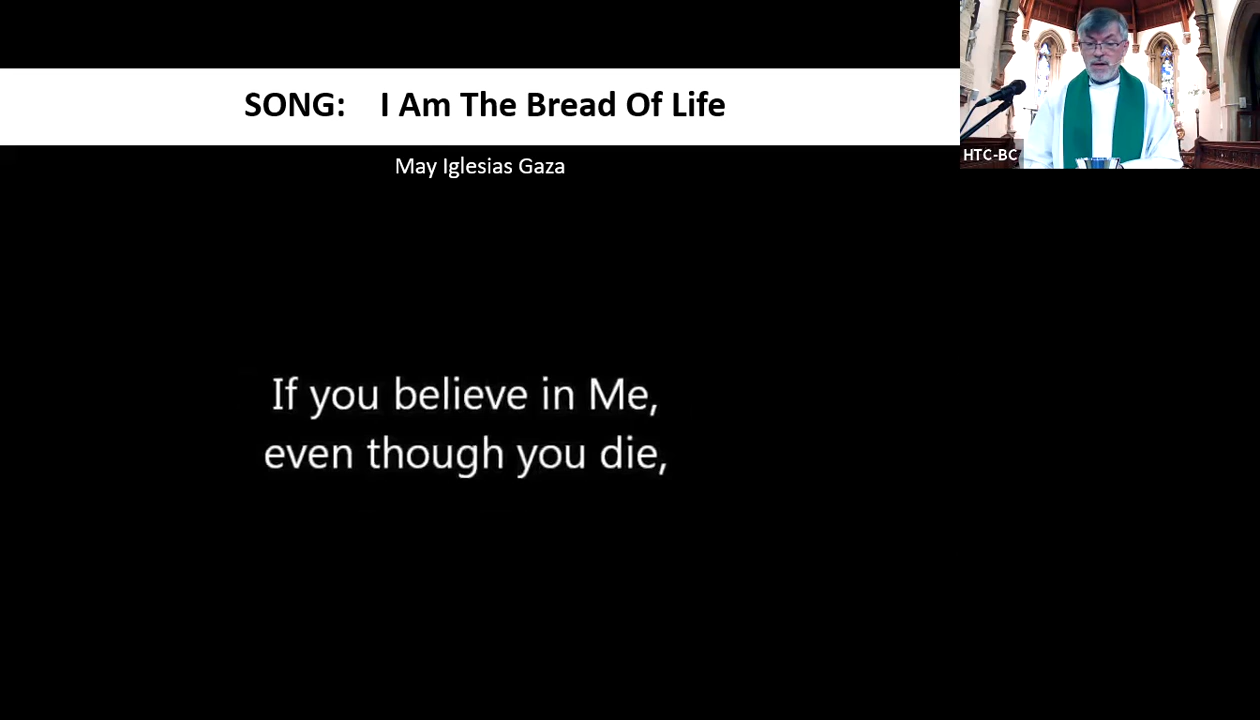 SONG: I Am The Bread Of Life
May Iglesias Gaza
HTC-BC
If you believe in Me,
even though you die,